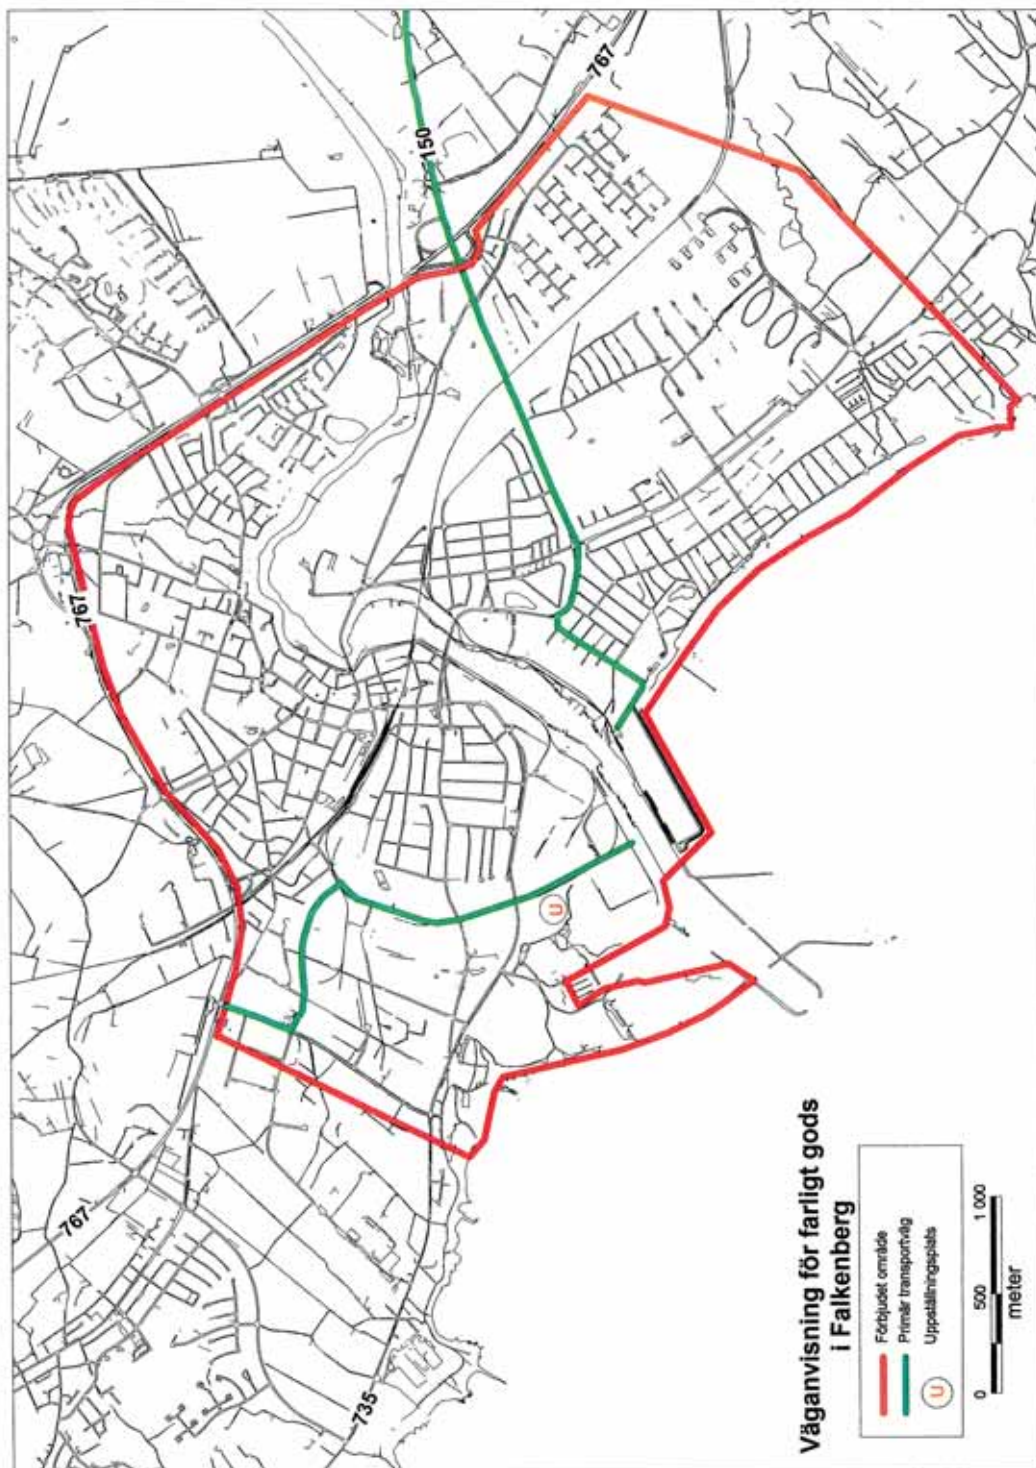 767
150
767
767
735
Väganvisning för farligt gods
i Falkenberg
Förbjudet område
Primär transportväg
U Uppställningsplats
U
0 500 1 000
meter